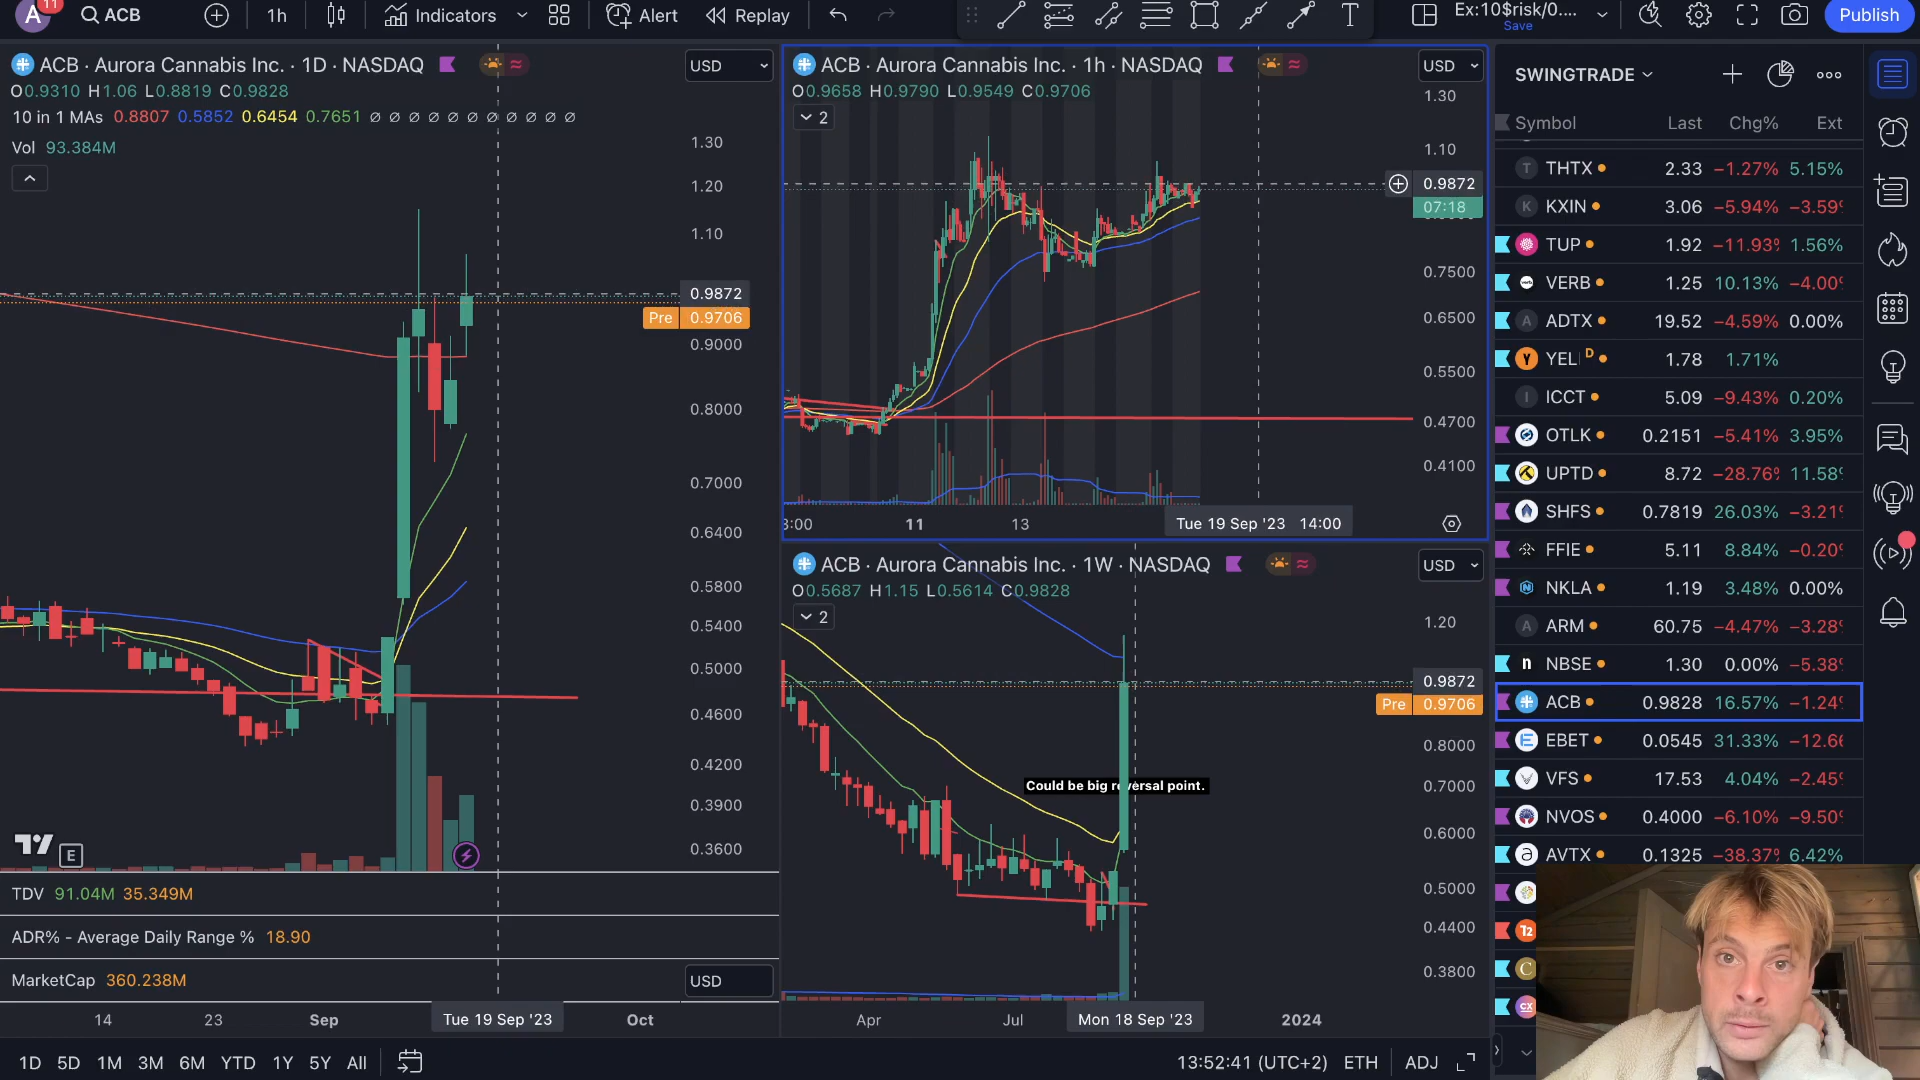 A 11 ACB 1h Indicators Alert Replay T Ex:10$risk/0.... Save Publish
ACB · Aurora Cannabis Inc. · 1D · NASDAQ USD
O0.9310 H1.06 L0.8819 C0.9828
10 in 1 MAs 0.8807 0.5852 0.6454 0.7651 ∅ ∅ ∅ ∅ ∅ ∅ ∅ ∅ ∅ ∅ ∅
Vol 93.384M
1.30
1.20
1.10
0.9872
Pre 0.9706
0.9000
0.8000
0.7000
0.6400
0.5800
0.5400
0.5000
0.4600
0.4200
0.3900
0.3600
E
TDV 91.04M 35.349M
ADR% - Average Daily Range % 18.90
MarketCap 360.238M USD
14 23 Sep Tue 19 Sep '23 Oct
1D 5D 1M 3M 6M YTD 1Y 5Y All
ACB · Aurora Cannabis Inc. · 1h · NASDAQ USD
O0.9658 H0.9790 L0.9549 C0.9706
2
1.30
1.10
0.9872
07:18
0.7500
0.6500
0.5500
0.4700
0.4100
3:00 11 13 Tue 19 Sep '23 14:00
ACB · Aurora Cannabis Inc. · 1W · NASDAQ USD
O0.5687 H1.15 L0.5614 C0.9828
2
1.20
0.9872
Pre 0.9706
0.8000
Could be big reversal point.
0.7000
0.6000
0.5000
0.4400
0.3800
Apr Jul Mon 18 Sep '23 2024
13:52:41 (UTC+2) ETH ADJ
SWINGTRADE
Symbol Last Chg% Ext
T THTX 2.33 −1.27% 5.15%
K KXIN 3.06 −5.94% −3.59%
TUP 1.92 −11.93% 1.56%
VERB 1.25 10.13% −4.00%
A ADTX 19.52 −4.59% 0.00%
Y YEL D 1.78 1.71%
I ICCT 5.09 −9.43% 0.20%
OTLK 0.2151 −5.41% 3.95%
UPTD 8.72 −28.76% 11.58%
SHFS 0.7819 26.03% −3.21%
FFIE 5.11 8.84% −0.20%
NKLA 1.19 3.48% 0.00%
A ARM 60.75 −4.47% −3.28%
n NBSE 1.30 0.00% −5.38%
ACB 0.9828 16.57% −1.24%
E EBET 0.0545 31.33% −12.66
VFS 17.53 4.04% −2.45%
NVOS 0.4000 −6.10% −9.50%
a AVTX 0.1325 −38.37% 6.42%
T2
C
CX